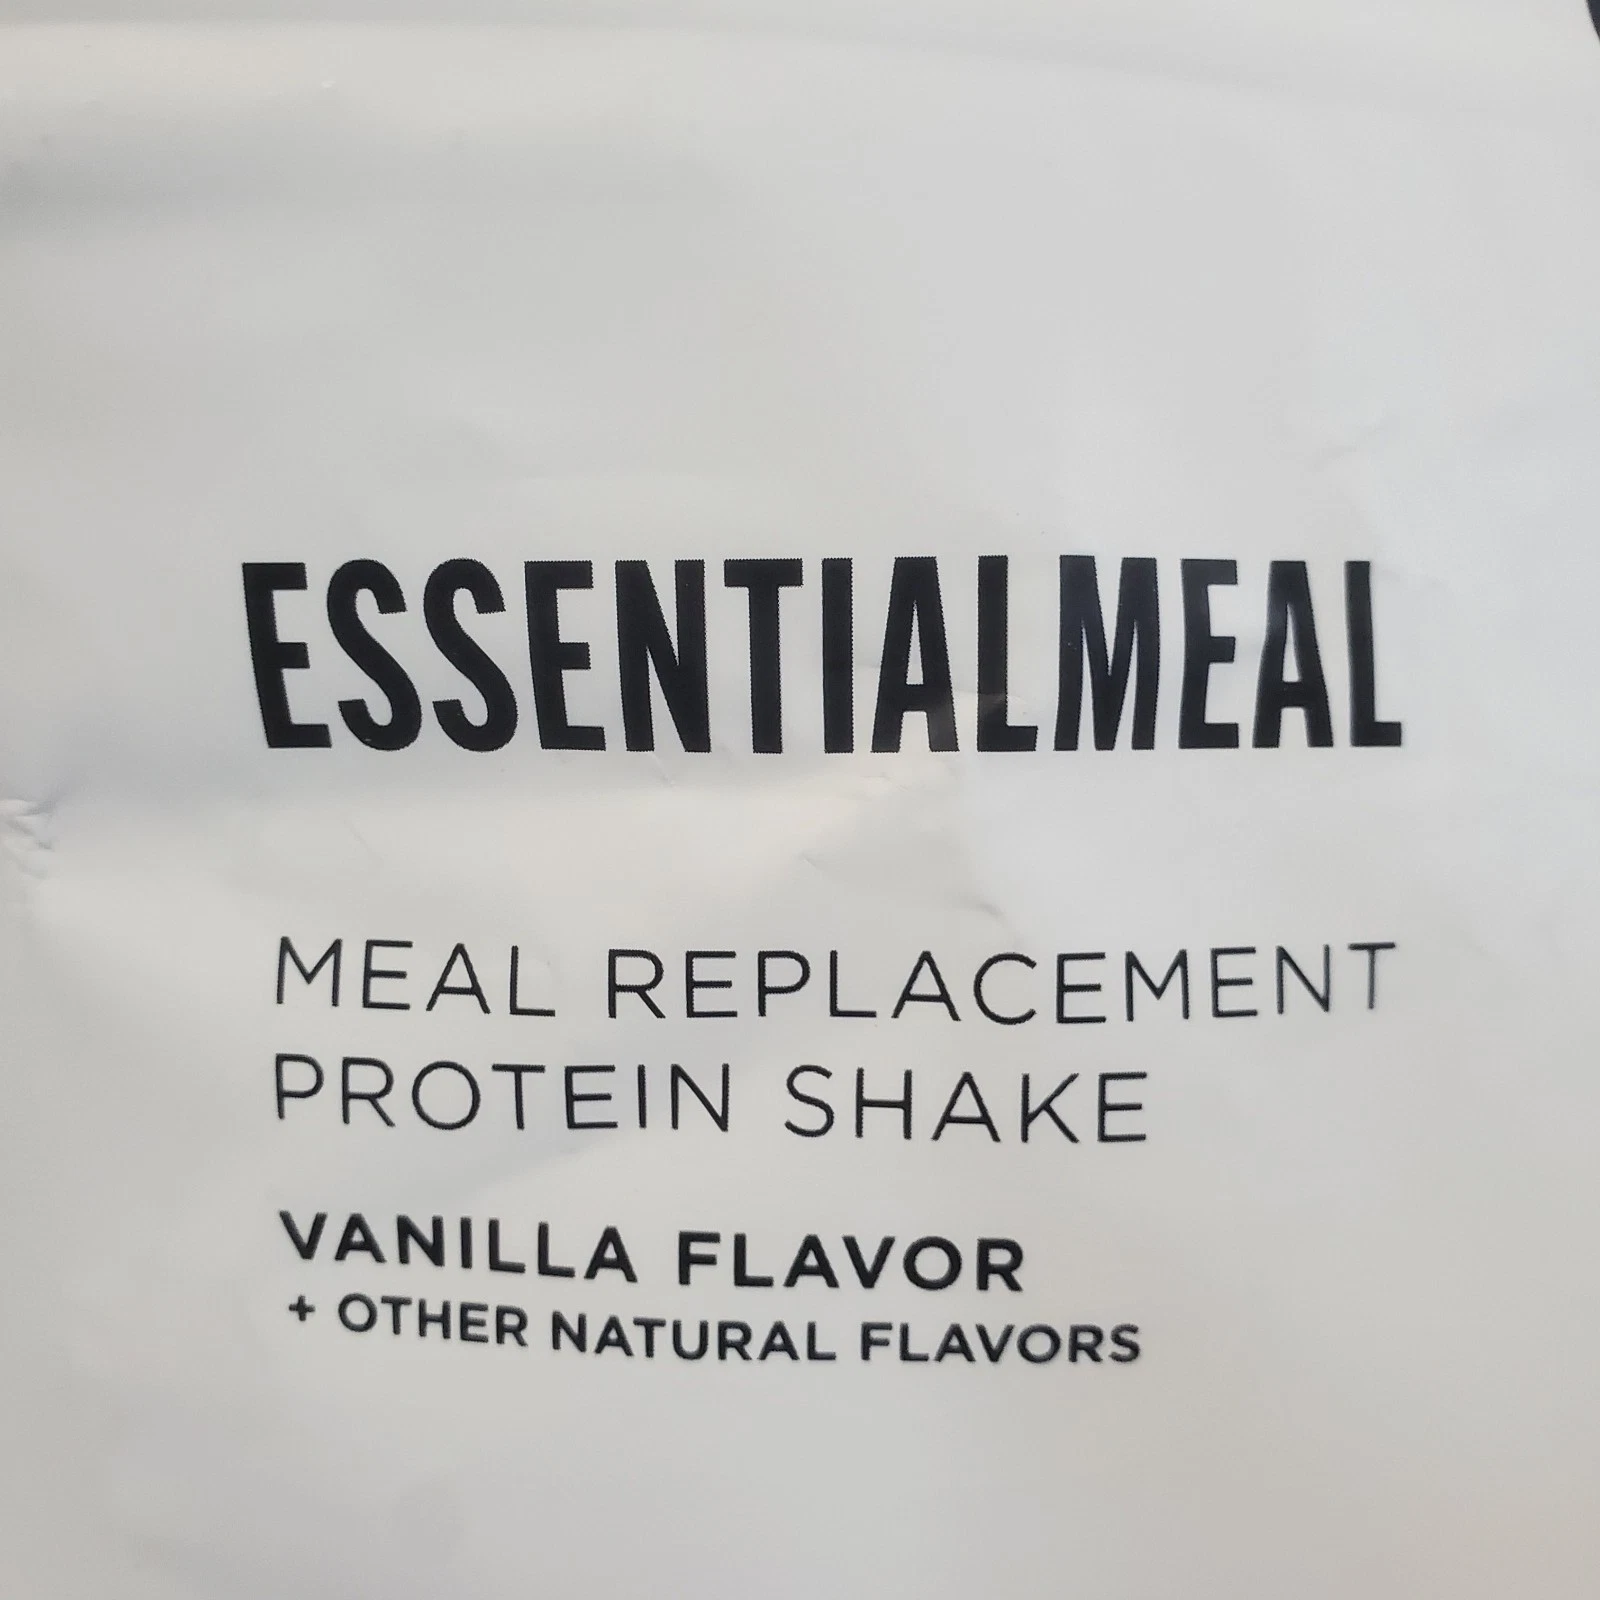 ESSENTIALMEAL
MEAL REPLACEMENT
PROTEIN SHAKE
VANILLA FLAVOR
+ OTHER NATURAL FLAVORS